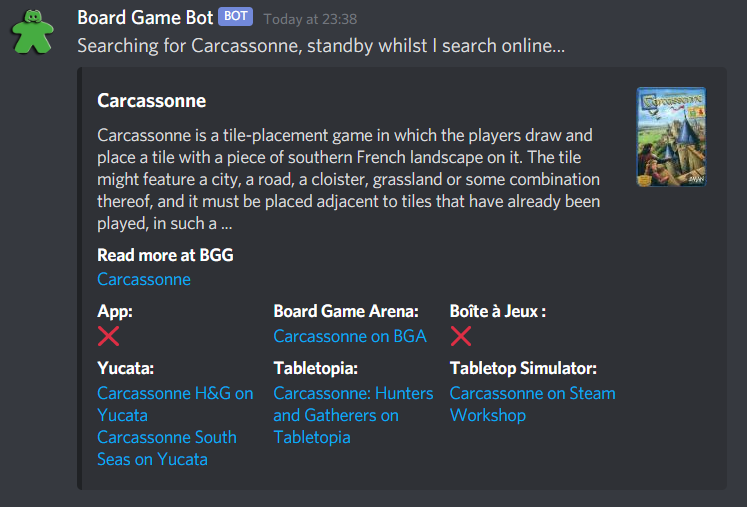 Board Game Bot BOT Today at 23:38
Searching for Carcassonne, standby whilst I search online...
Carcassonne
Carcassonne
Carcassonne is a tile-placement game in which the players draw and
place a tile with a piece of southern French landscape on it. The tile
might feature a city, a road, a cloister, grassland or some combination
thereof, and it must be placed adjacent to tiles that have already been
played, in such a ...
Read more at BGG
Carcassonne
App: Board Game Arena: Boîte à Jeux :
Carcassonne on BGA
Yucata: Tabletopia: Tabletop Simulator:
Carcassonne H&G on Carcassonne: Hunters Carcassonne on Steam
Yucata and Gatherers on Workshop
Carcassonne South Tabletopia
Seas on Yucata